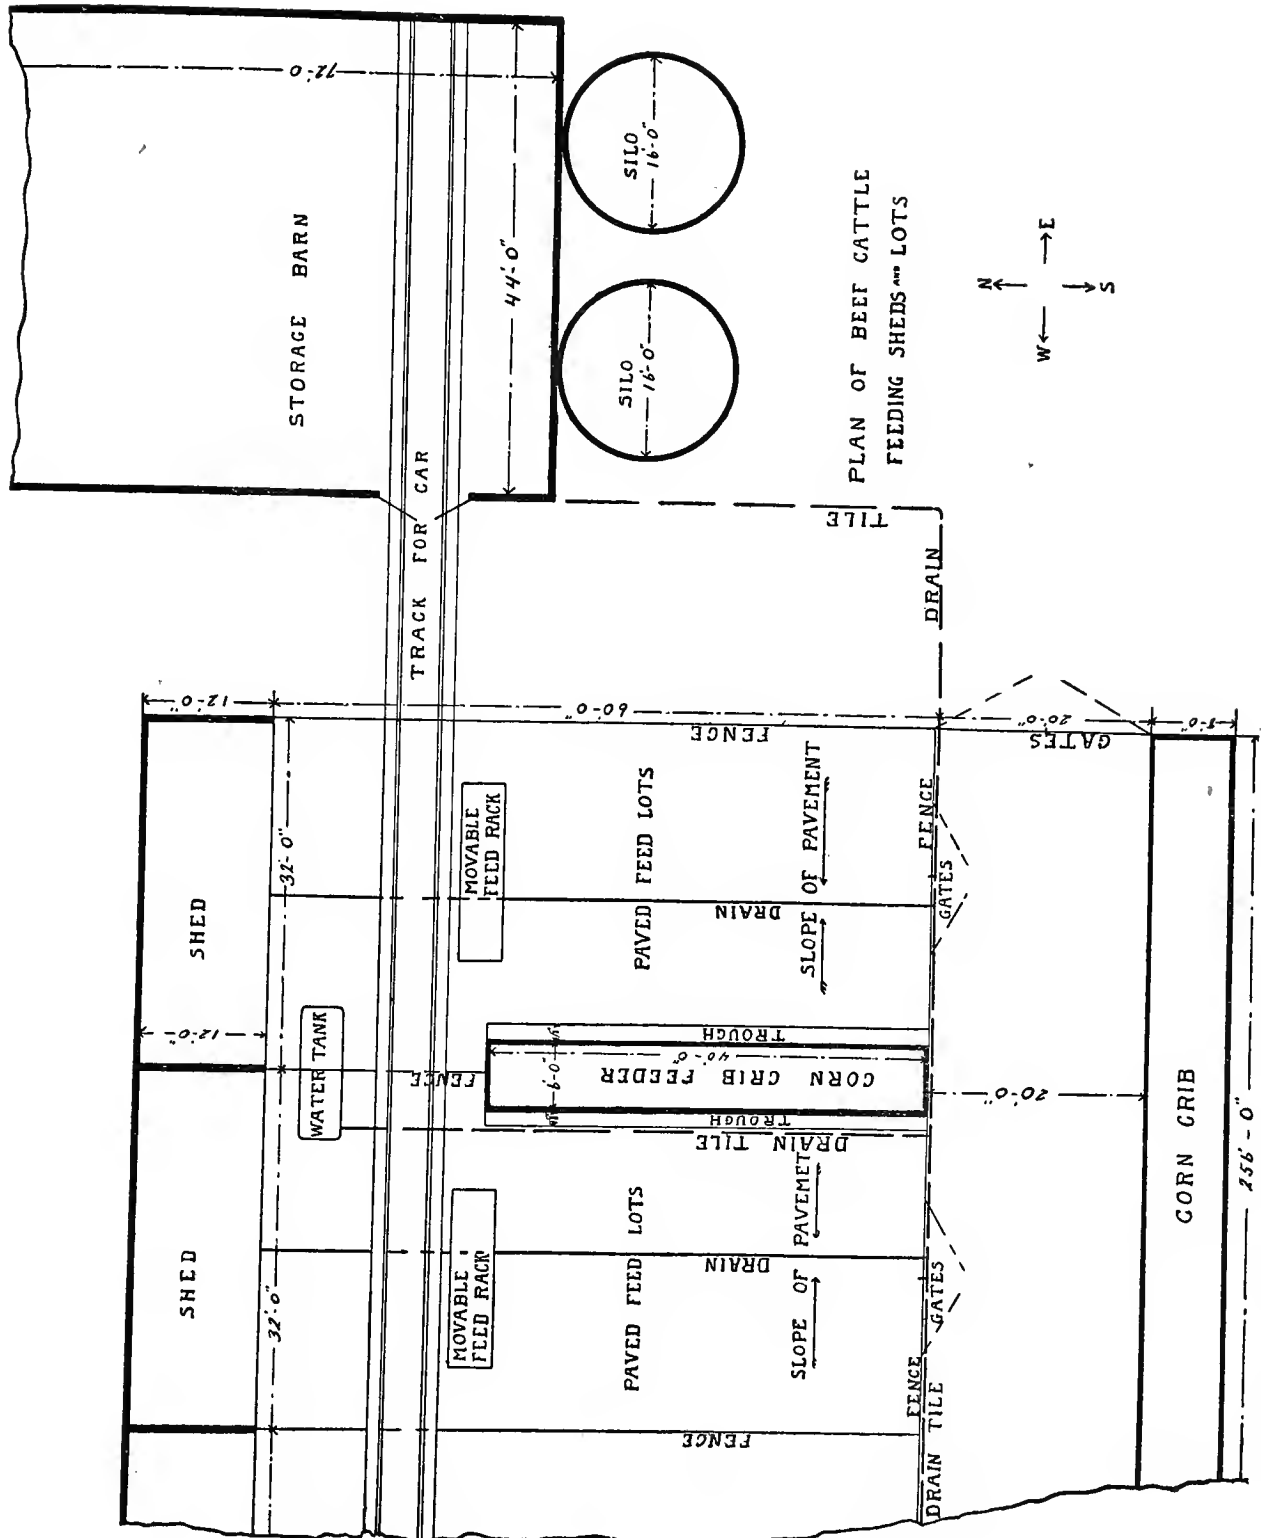 72'-0"
STORAGE BARN
44'-0"
SILO
16'-0"
SILO
16'-0"
TRACK FOR CAR
PLAN OF BEEF CATTLE
FEEDING SHEDS AND LOTS
N
W E
S
TILE
DRAIN
12'-0"
60'-0"
20'-0"
8'-0"
SHED
32'-0"
12'-0"
FENCE
MOVABLE
FEED RACK
PAVED FEED LOTS
SLOPE OF PAVEMENT
DRAIN
FENCE
GATES
GATES
WATER TANK
FENCE
TROUGH
40'-0"
CORN CRIB FEEDER
6'-0"
TROUGH
DRAIN TILE
20'-0"
SHED
32'-0"
MOVABLE
FEED RACK
PAVED FEED LOTS
SLOPE OF PAVEMET
DRAIN
FENCE
FENCE
GATES
DRAIN TILE
CORN CRIB
256'-0"